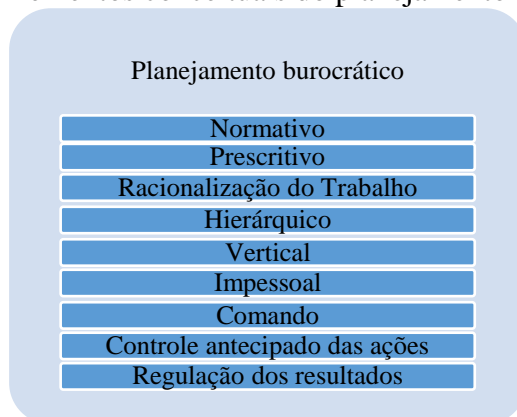 Planejamento burocrático
Normativo
Prescritivo
Racionalização do Trabalho
Hierárquico
Vertical
Impessoal
Comando
Controle antecipado das ações
Regulação dos resultados